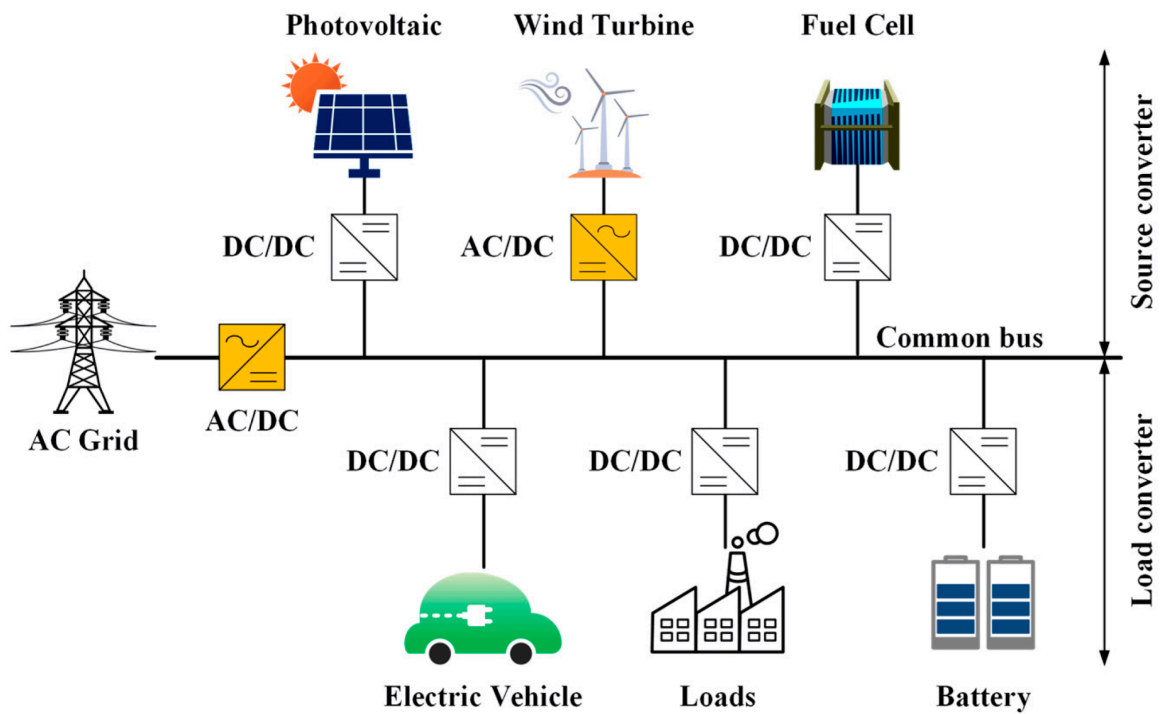 Photovoltaic
Wind Turbine
Fuel Cell
DC/DC
AC/DC
DC/DC
Source converter
Common bus
AC/DC
AC Grid
DC/DC
DC/DC
DC/DC
Load converter
Electric Vehicle
Loads
Battery